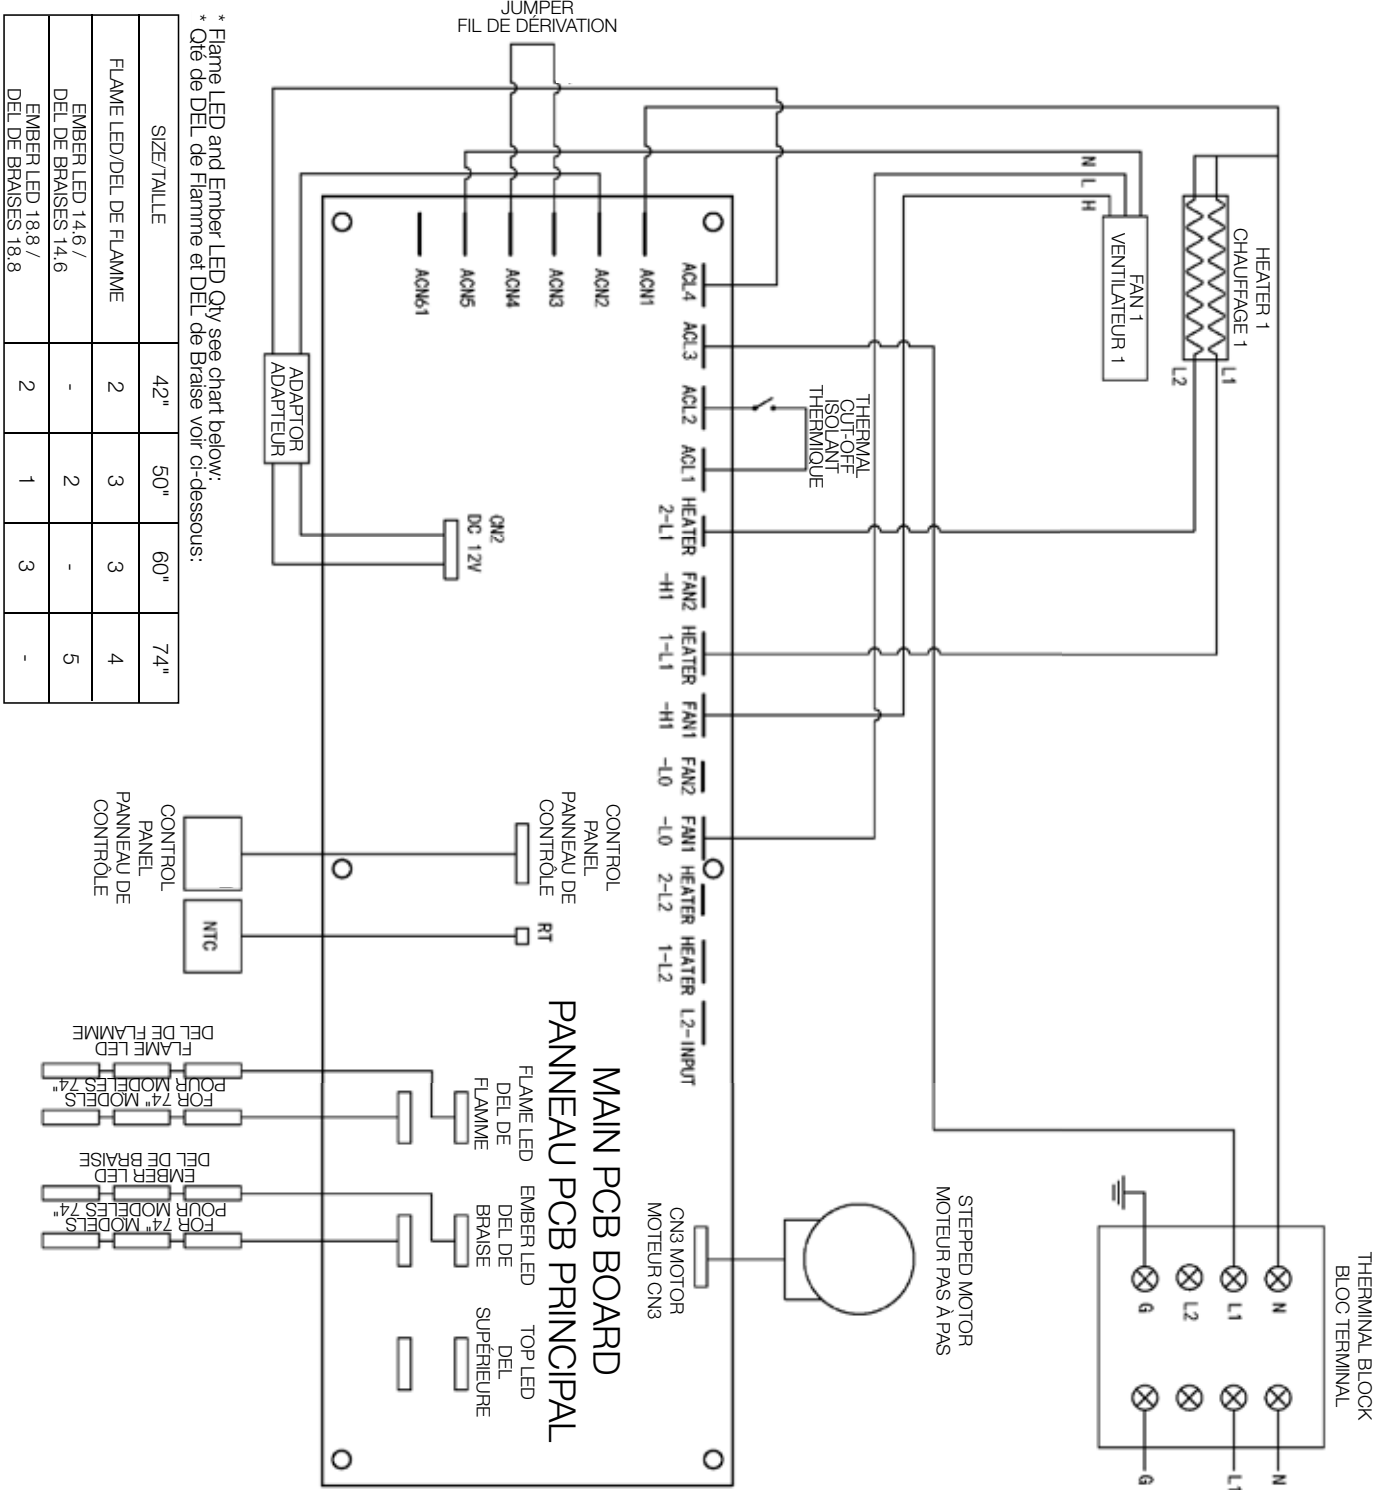 JUMPER
FIL DE DÉRIVATION
THERMINAL BLOCK
BLOC TERMINAL
N
L1
L2
G
N
L1
G
HEATER 1
CHAUFFAGE 1
L1
L2
FAN 1
VENTILATEUR 1
N
L
H
STEPPED MOTOR
MOTEUR PAS À PAS
THERMAL
CUT-OFF
ISOLANT
THERMIQUE
ACL4
ACL3
ACL2
ACL1
HEATER
2-L1
FAN2
-H1
HEATER
1-L1
FAN1
-H1
FAN2
-LO
FAN1
-LO
HEATER
2-L2
HEATER
1-L2
L2-INPUT
ACN1
ACN2
ACN3
ACN4
ACN5
ACN61
CN3 MOTOR
MOTEUR CN3
MAIN PCB BOARD
PANNEAU PCB PRINCIPAL
CONTROL
PANEL
PANNEAU DE
CONTRÔLE
RT
CN2
DC 12V
FLAME LED
DEL DE
FLAMME
EMBER LED
DEL DE
BRAISE
TOP LED
DEL
SUPÉRIEURE
ADAPTOR
ADAPTEUR
NTC
CONTROL
PANEL
PANNEAU DE
CONTRÔLE
FLAME LED
DEL DE FLAMME
FOR 74" MODELS
POUR MODELES 74"
EMBER LED
DEL DE BRAISE
FOR 74" MODELS
POUR MODELES 74"
* Flame LED and Ember LED Qty see chart below:
* Qté de DEL de Flamme et DEL de Braise voir ci-dessous:
SIZE/TAILLE 42" 50" 60" 74"
FLAME LED/DEL DE FLAMME 2 3 3 4
EMBER LED 14.6 /
DEL DE BRAISES 14.6 - 2 - 5
EMBER LED 18.8 /
DEL DE BRAISES 18.8 2 1 3 -